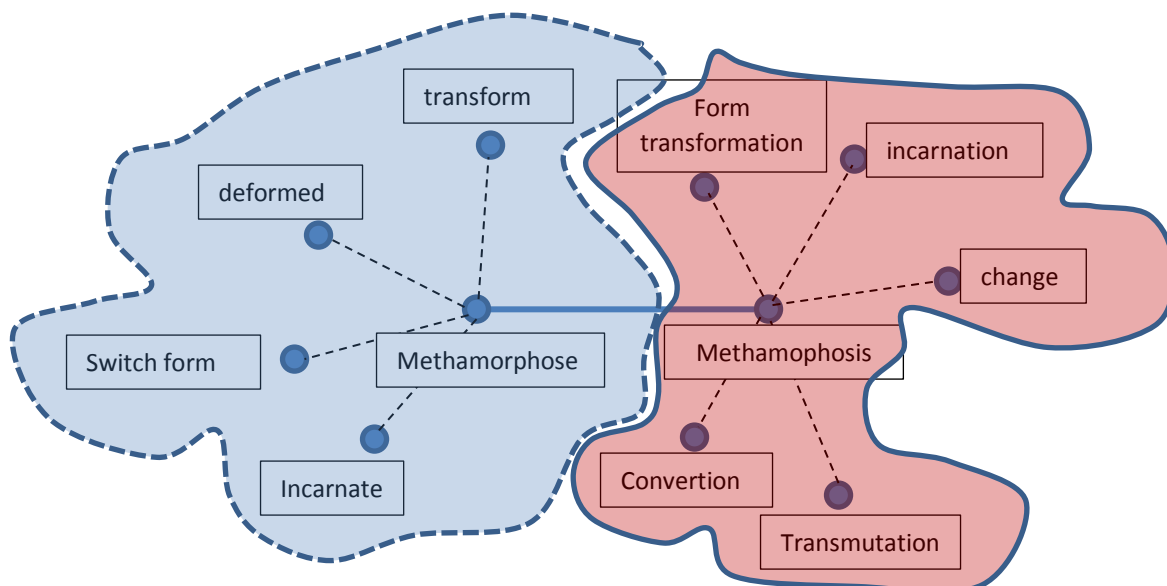 transform
deformed
Switch form
Methamorphose
Incarnate
Form
transformation
incarnation
change
Methamophosis
Convertion
Transmutation